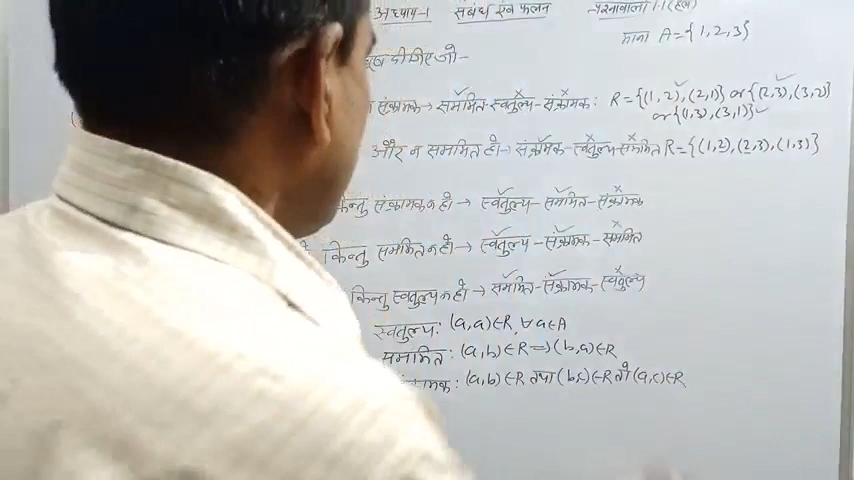 अध्याय-1 संबंध एवं फलन प्रश्नावली 1.1 (हल)
माना A={1,2,3}
दीजिए जो-
संक्रामक→ सममित-स्वतुल्य-संक्रामक: R={(1,2),(2,1)} or {(2,3),(3,2)
or {(1,3),(3,1)}
और न सममित हो→ संक्रामक-स्वतुल्य-सममित R={(1,2),(2,3),(1,3)}
किन्तु संक्रामक न हो → स्वतुल्य-सममित-संक्रामक
किन्तु सममित न हो → स्वतुल्य-संक्रामक-सममित
किन्तु स्वतुल्य न हो → सममित-संक्रामक-स्वतुल्य
स्वतुल्य: (a,a)∈R, ∀a∈A
सममित: (a,b)∈R⇒(b,a)∈R
(a,b)∈R तथा (b,c)∈R तो (a,c)∈R